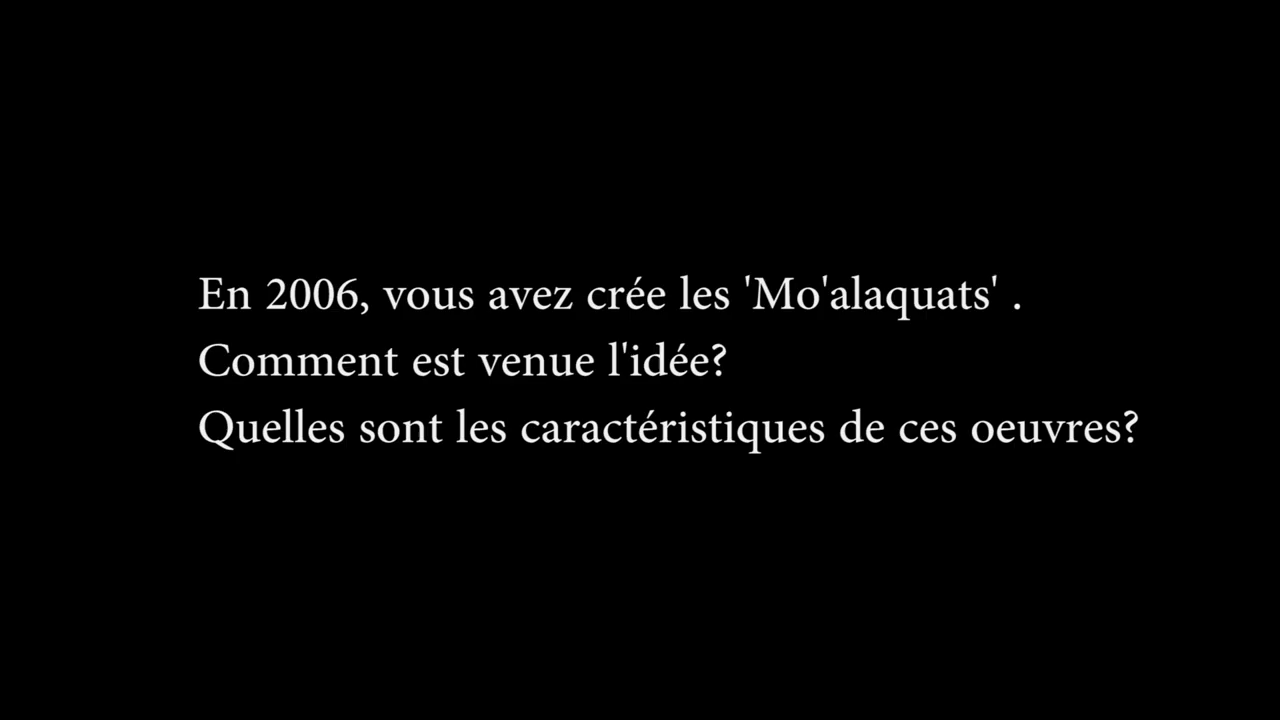 En 2006, vous avez crée les 'Mo'alaquats' .
Comment est venue l'idée?
Quelles sont les caractéristiques de ces oeuvres?